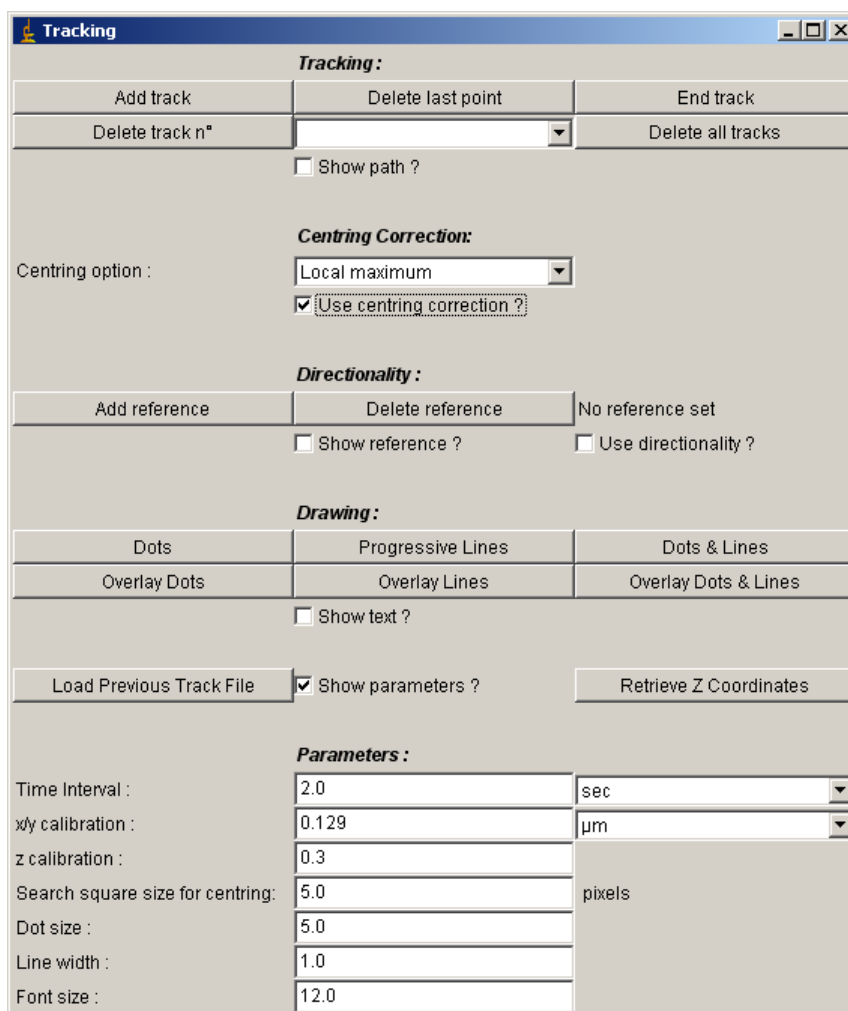 Tracking
Tracking :
Add track Delete last point End track
Delete track n° Delete all tracks
Show path ?
Centring Correction:
Centring option : Local maximum
Use centring correction ?
Directionality :
Add reference Delete reference No reference set
Show reference ? Use directionality ?
Drawing :
Dots Progressive Lines Dots & Lines
Overlay Dots Overlay Lines Overlay Dots & Lines
Show text ?
Load Previous Track File Show parameters ? Retrieve Z Coordinates
Parameters :
Time Interval : 2.0 sec
x/y calibration : 0.129 µm
z calibration : 0.3
Search square size for centring: 5.0 pixels
Dot size : 5.0
Line width : 1.0
Font size : 12.0